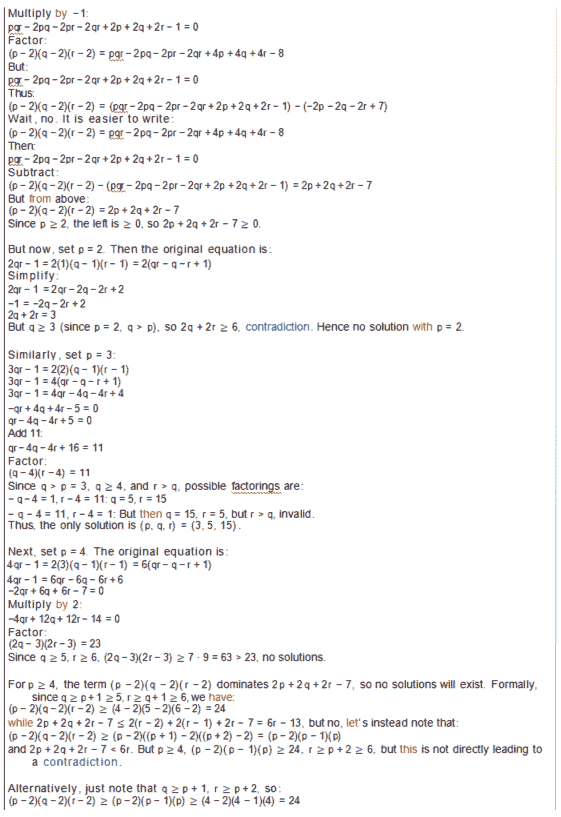 Multiply by −1:
pqr − 2pq − 2pr − 2qr + 2p + 2q + 2r − 1 = 0
Factor:
(p − 2)(q − 2)(r − 2) = pqr − 2pq − 2pr − 2qr + 4p + 4q + 4r − 8
But:
pqr − 2pq − 2pr − 2qr + 2p + 2q + 2r − 1 = 0
Thus:
(p − 2)(q − 2)(r − 2) = (pqr − 2pq − 2pr − 2qr + 2p + 2q + 2r − 1) − (−2p − 2q − 2r + 7)
Wait, no. It is easier to write:
(p − 2)(q − 2)(r − 2) = pqr − 2pq − 2pr − 2qr + 4p + 4q + 4r − 8
Then:
pqr − 2pq − 2pr − 2qr + 2p + 2q + 2r − 1 = 0
Subtract:
(p − 2)(q − 2)(r − 2) − (pqr − 2pq − 2pr − 2qr + 2p + 2q + 2r − 1) = 2p + 2q + 2r − 7
But from above:
(p − 2)(q − 2)(r − 2) = 2p + 2q + 2r − 7
Since p ≥ 2, the left is ≥ 0, so 2p + 2q + 2r − 7 ≥ 0.
But now, set p = 2. Then the original equation is:
2qr − 1 = 2(1)(q − 1)(r − 1) = 2(qr − q − r + 1)
Simplify:
2qr − 1 = 2qr − 2q − 2r + 2
−1 = −2q − 2r + 2
2q + 2r = 3
But q ≥ 3 (since p = 2, q > p), so 2q + 2r ≥ 6, contradiction. Hence no solution with p = 2.
Similarly, set p = 3:
3qr − 1 = 2(2)(q − 1)(r − 1)
3qr − 1 = 4(qr − q − r + 1)
3qr − 1 = 4qr − 4q − 4r + 4
−qr + 4q + 4r − 5 = 0
qr − 4q − 4r + 5 = 0
Add 11:
qr − 4q − 4r + 16 = 11
Factor:
(q − 4)(r − 4) = 11
Since q > p = 3, q ≥ 4, and r > q, possible factorings are:
− q − 4 = 1, r − 4 = 11: q = 5, r = 15
− q − 4 = 11, r − 4 = 1: But then q = 15, r = 5, but r > q, invalid.
Thus, the only solution is (p, q, r) = (3, 5, 15).
Next, set p = 4. The original equation is:
4qr − 1 = 2(3)(q − 1)(r − 1) = 6(qr − q − r + 1)
4qr − 1 = 6qr − 6q − 6r + 6
−2qr + 6q + 6r − 7 = 0
Multiply by 2:
−4qr + 12q + 12r − 14 = 0
Factor:
(2q − 3)(2r − 3) = 23
Since q ≥ 5, r ≥ 6, (2q − 3)(2r − 3) ≥ 7 · 9 = 63 > 23, no solutions.
For p ≥ 4, the term (p − 2)(q − 2)(r − 2) dominates 2p + 2q + 2r − 7, so no solutions will exist. Formally,
since q ≥ p + 1 ≥ 5, r ≥ q + 1 ≥ 6, we have:
(p − 2)(q − 2)(r − 2) ≥ (4 − 2)(5 − 2)(6 − 2) = 24
while 2p + 2q + 2r − 7 ≤ 2(r − 2) + 2(r − 1) + 2r − 7 = 6r − 13, but no, let's instead note that:
(p − 2)(q − 2)(r − 2) ≥ (p − 2)((p + 1) − 2)((p + 2) − 2) = (p − 2)(p − 1)(p)
and 2p + 2q + 2r − 7 < 6r. But p ≥ 4, (p − 2)(p − 1)(p) ≥ 24, r ≥ p + 2 ≥ 6, but this is not directly leading to
a contradiction.
Alternatively, just note that q ≥ p + 1, r ≥ p + 2, so:
(p − 2)(q − 2)(r − 2) ≥ (p − 2)(p − 1)(p) ≥ (4 − 2)(4 − 1)(4) = 24